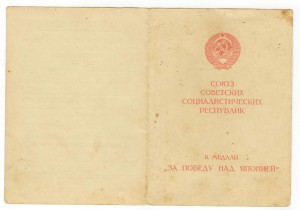 СОЮЗ
СОВЕТСКИХ
СОЦИАЛИСТИЧЕСКИХ
РЕСПУБЛИК
К МЕДАЛИ
„ЗА ПОБЕДУ НАД ЯПОНИЕЙ"